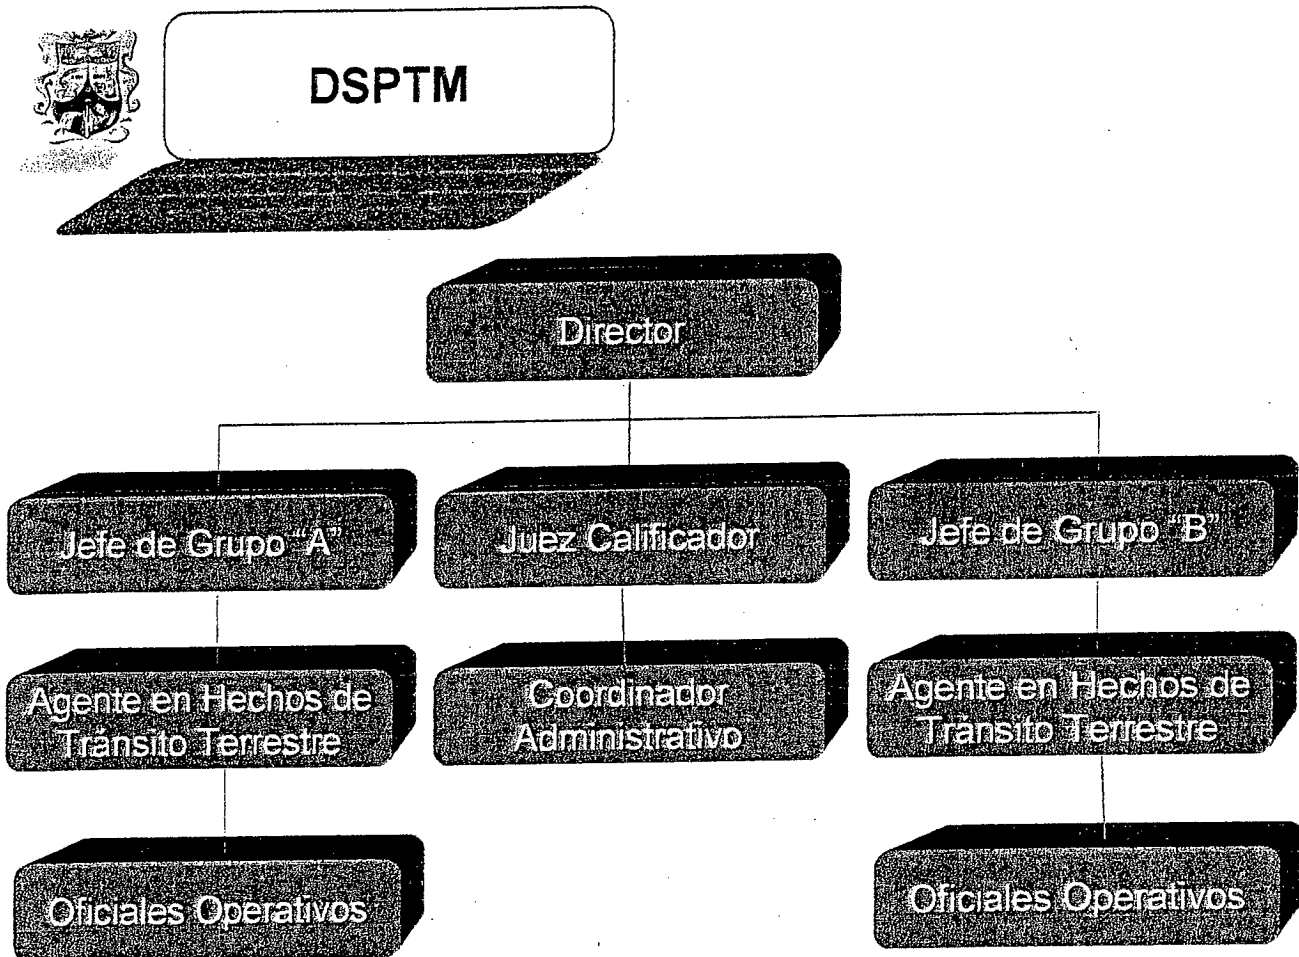 DSPTM
Director
Jefe de Grupo “A”
Juez Calificador
Jefe de Grupo “B”
Agente en Hechos de
Tránsito Terrestre
Coordinador
Administrativo
Agente en Hechos de
Tránsito Terrestre
Oficiales Operativos
Oficiales Operativos